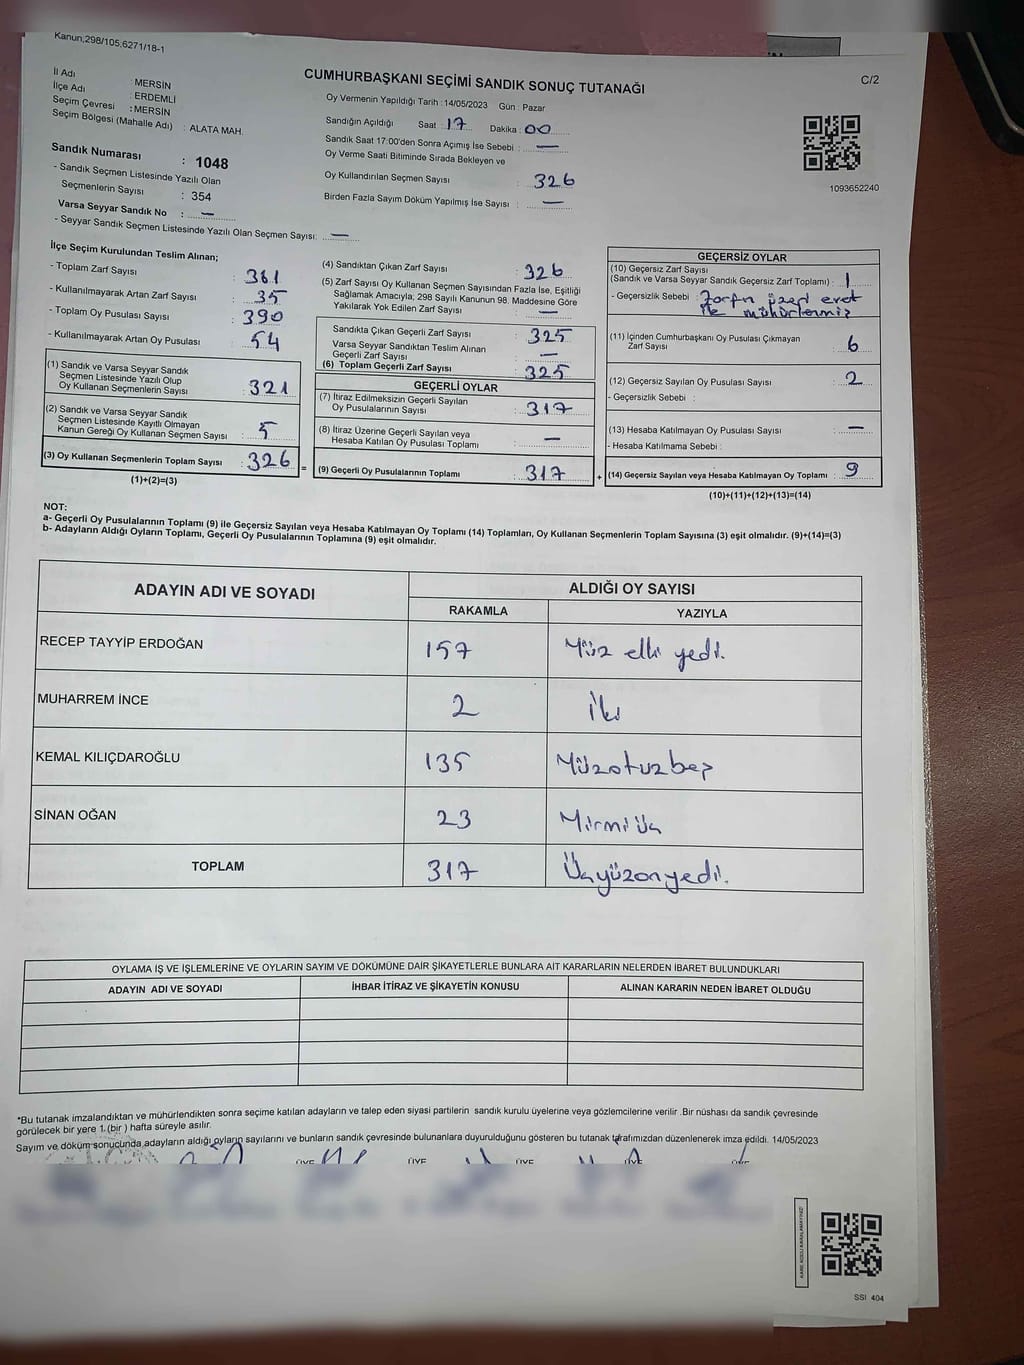 Kanun,298/105,6271/18-1
C/2
CUMHURBAŞKANI SEÇİMİ SANDIK SONUÇ TUTANAĞI
İl Adı : MERSİN
İlçe Adı : ERDEMLİ
Seçim Çevresi : MERSİN
Seçim Bölgesi (Mahalle Adı) : ALATA MAH.
Sandık Numarası : 1048
- Sandık Seçmen Listesinde Yazılı Olan
Seçmenlerin Sayısı : 354
Varsa Seyyar Sandık No : —
- Seyyar Sandık Seçmen Listesinde Yazılı Olan Seçmen Sayısı: —
Oy Vermenin Yapıldığı Tarih : 14/05/2023 Gün : Pazar
Sandığın Açıldığı Saat : 17 Dakika : 00
Sandık Saat 17:00'den Sonra Açımış İse Sebebi : —
Oy Verme Saati Bitiminde Sırada Bekleyen ve
Oy Kullandırılan Seçmen Sayısı : 326
Birden Fazla Sayım Döküm Yapılmış İse Sayısı : —
1093652240
İlçe Seçim Kurulundan Teslim Alınan;
- Toplam Zarf Sayısı : 361
- Kullanılmayarak Artan Zarf Sayısı : 35
- Toplam Oy Pusulası Sayısı : 390
- Kullanılmayarak Artan Oy Pusulası : 54
(1) Sandık ve Varsa Seyyar Sandık
Seçmen Listesinde Yazılı Olup
Oy Kullanan Seçmenlerin Sayısı : 321
(2) Sandık ve Varsa Seyyar Sandık
Seçmen Listesinde Kayıtlı Olmayan
Kanun Gereği Oy Kullanan Seçmen Sayısı : 5
(3) Oy Kullanan Seçmenlerin Toplam Sayısı : 326 =
(1)+(2)=(3)
(4) Sandıktan Çıkan Zarf Sayısı : 326
(5) Zarf Sayısı Oy Kullanan Seçmen Sayısından Fazla İse, Eşitliği
Sağlamak Amacıyla; 298 Sayılı Kanunun 98. Maddesine Göre
Yakılarak Yok Edilen Zarf Sayısı : —
Sandıkta Çıkan Geçerli Zarf Sayısı : 325
Varsa Seyyar Sandıktan Teslim Alınan
Geçerli Zarf Sayısı : —
(6) Toplam Geçerli Zarf Sayısı : 325
GEÇERLİ OYLAR
(7) İtiraz Edilmeksizin Geçerli Sayılan
Oy Pusulalarının Sayısı : 317
(8) İtiraz Üzerine Geçerli Sayılan veya
Hesaba Katılan Oy Pusulası Toplamı : —
(9) Geçerli Oy Pusulalarının Toplamı : 317 +
GEÇERSİZ OYLAR
(10) Geçersiz Zarf Sayısı
(Sandık ve Varsa Seyyar Sandık Geçersiz Zarf Toplamı) : 1
- Geçersizlik Sebebi : Zarfın üzeri evet
ile mühürlenmiz
(11) İçinden Cumhurbaşkanı Oy Pusulası Çıkmayan
Zarf Sayısı : 6
(12) Geçersiz Sayılan Oy Pusulası Sayısı : 2
- Geçersizlik Sebebi :
(13) Hesaba Katılmayan Oy Pusulası Sayısı : —
- Hesaba Katılmama Sebebi :
(14) Geçersiz Sayılan veya Hesaba Katılmayan Oy Toplamı : 9
(10)+(11)+(12)+(13)=(14)
NOT:
a- Geçerli Oy Pusulalarının Toplamı (9) ile Geçersiz Sayılan veya Hesaba Katılmayan Oy Toplamı (14) Toplamları, Oy Kullanan Seçmenlerin Toplam Sayısına (3) eşit olmalıdır. (9)+(14)=(3)
b- Adayların Aldığı Oyların Toplamı, Geçerli Oy Pusulalarının Toplamına (9) eşit olmalıdır.
ADAYIN ADI VE SOYADI ALDIĞI OY SAYISI
RAKAMLA YAZIYLA
RECEP TAYYİP ERDOĞAN 157 Yüz elli yedi.
MUHARREM İNCE 2 İki
KEMAL KILIÇDAROĞLU 135 Yüzotuzbeş
SİNAN OĞAN 23 Yirmiüç
TOPLAM 317 Üçyüzonyedi.
OYLAMA İŞ VE İŞLEMLERİNE VE OYLARIN SAYIM VE DÖKÜMÜNE DAİR ŞİKAYETLERLE BUNLARA AİT KARARLARIN NELERDEN İBARET BULUNDUKLARI
ADAYIN ADI VE SOYADI İHBAR İTİRAZ VE ŞİKAYETİN KONUSU ALINAN KARARIN NEDEN İBARET OLDUĞU
*Bu tutanak imzalandıktan ve mühürlendikten sonra seçime katılan adayların ve talep eden siyasi partilerin sandık kurulu üyelerine veya gözlemcilerine verilir .Bir nüshası da sandık çevresinde
görülecek bir yere 1 (bir ) hafta süreyle asılır.
Sayım ve döküm sonucunda adayların aldığı oyların sayılarını ve bunların sandık çevresinde bulunanlara duyurulduğunu gösteren bu tutanak tarafımızdan düzenlenerek imza edildi. 14/05/2023
ÜYE ÜYE ÜYE ÜYE ÜYE
SSI 404